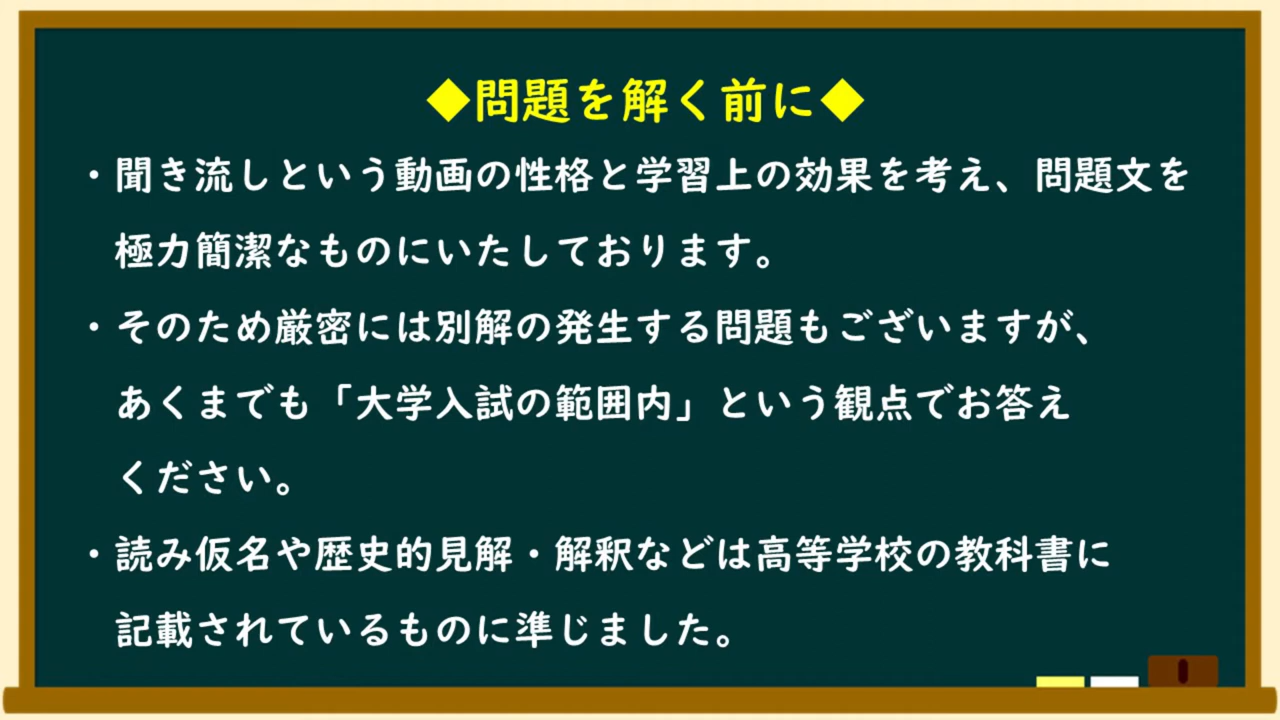 ◆問題を解く前に◆
・聞き流しという動画の性格と学習上の効果を考え、問題文を
極力簡潔なものにいたしております。
・そのため厳密には別解の発生する問題もございますが、
あくまでも「大学入試の範囲内」という観点でお答え
ください。
・読み仮名や歴史的見解・解釈などは高等学校の教科書に
記載されているものに準じました。